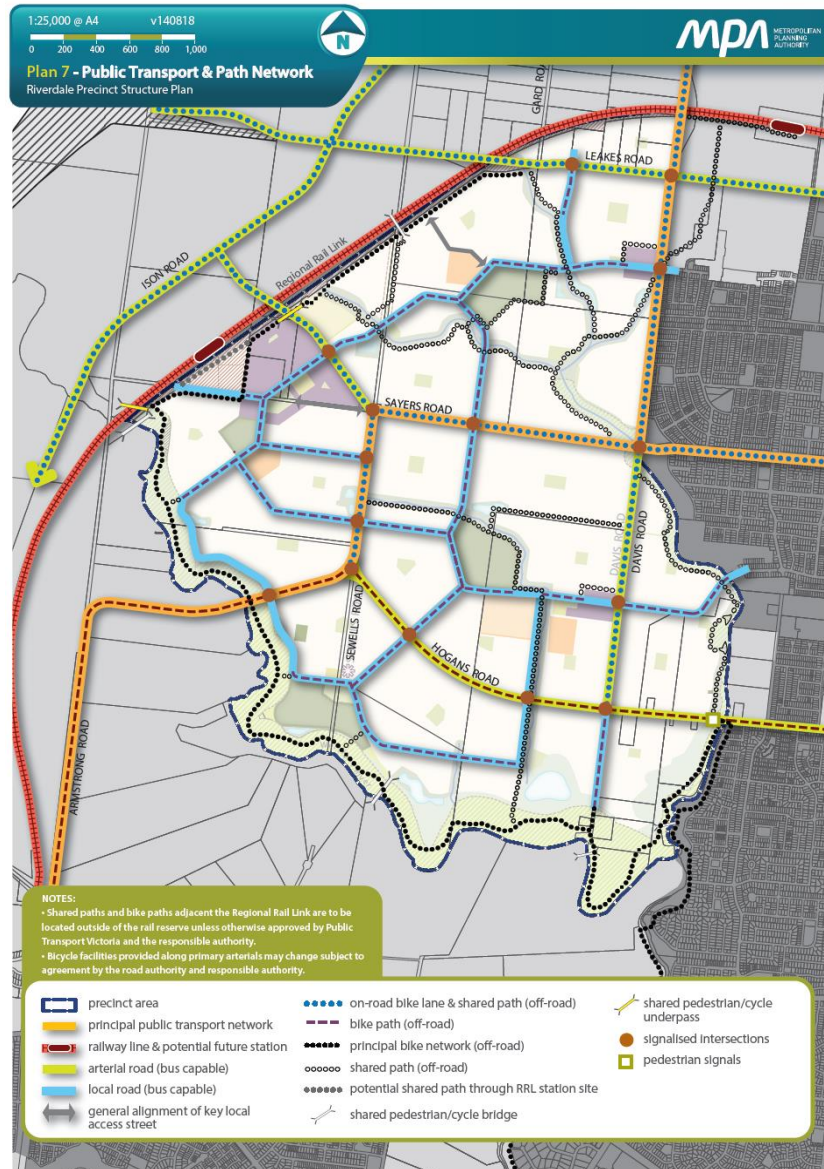 1:25,000 @ A4 v140818
0 200 400 600 800 1,000
Plan 7 - Public Transport & Path Network
Riverdale Precinct Structure Plan
N
mpa METROPOLITAN
PLANNING
AUTHORITY
GARD ROAD
LEAKES ROAD
ISON ROAD
Regional Rail Link
SAYERS ROAD
DAVIS ROAD
DAVIS ROAD
SEWELLS ROAD
HOGANS ROAD
ARMSTRONG ROAD
NOTES:
• Shared paths and bike paths adjacent the Regional Rail Link are to be
located outside of the rail reserve unless otherwise approved by Public
Transport Victoria and the responsible authority.
• Bicycle facilities provided along primary arterials may change subject to
agreement by the road authority and responsible authority.
precinct area
principal public transport network
railway line & potential future station
arterial road (bus capable)
local road (bus capable)
general alignment of key local
access street
on-road bike lane & shared path (off-road)
bike path (off-road)
principal bike network (off-road)
shared path (off-road)
potential shared path through RRL station site
shared pedestrian/cycle bridge
shared pedestrian/cycle
underpass
signalised intersections
pedestrian signals